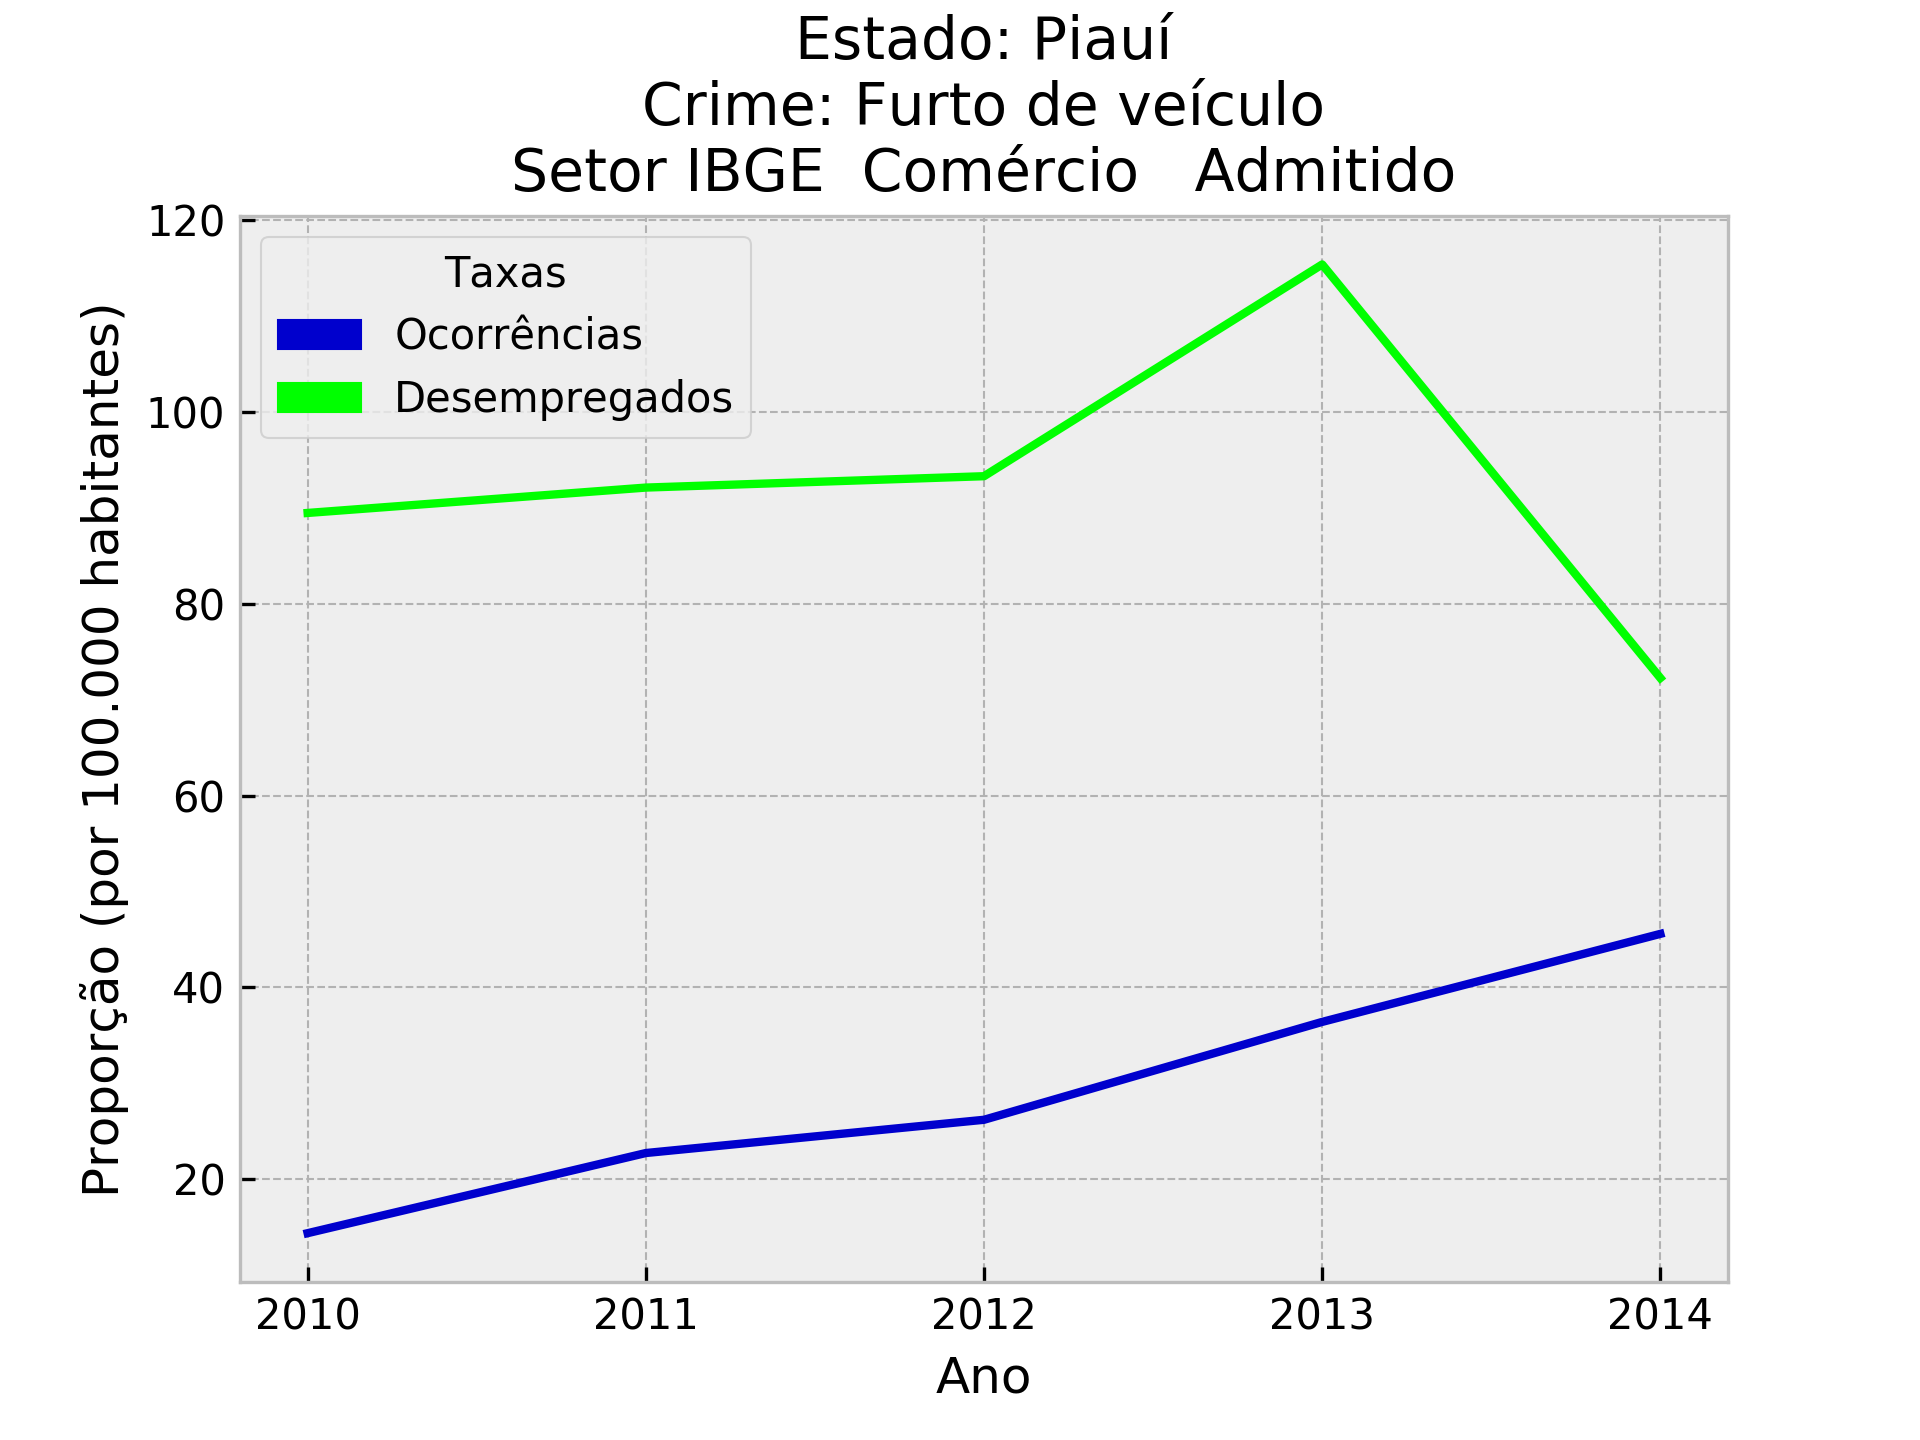 Estado: Piauí
Crime: Furto de veículo
Setor IBGE  Comércio   Admitido
Proporção (por 100.000 habitantes)
120
100
80
60
40
20
Taxas
Ocorrências
Desempregados
2010 2011 2012 2013 2014
Ano